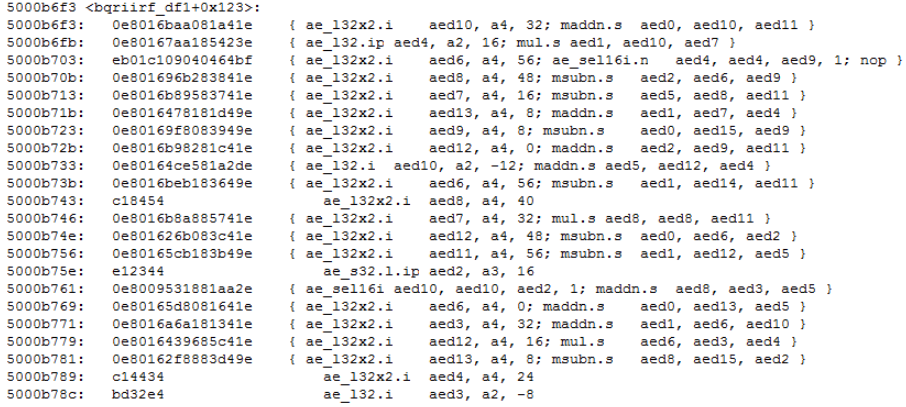 5000b6f3 <bqriirf_df1+0x123>:
5000b6f3: 0e8016baa081a41e { ae_l32x2.i aed10, a4, 32; maddn.s aed0, aed10, aed11 }
5000b6fb: 0e80167aa185423e { ae_l32.ip aed4, a2, 16; mul.s aed1, aed10, aed7 }
5000b703: eb01c109040464bf { ae_l32x2.i aed6, a4, 56; ae_sel16i.n aed4, aed4, aed9, 1; nop }
5000b70b: 0e801696b283841e { ae_l32x2.i aed8, a4, 48; msubn.s aed2, aed6, aed9 }
5000b713: 0e8016b89583741e { ae_l32x2.i aed7, a4, 16; msubn.s aed5, aed8, aed11 }
5000b71b: 0e8016478181d49e { ae_l32x2.i aed13, a4, 8; maddn.s aed1, aed7, aed4 }
5000b723: 0e80169f8083949e { ae_l32x2.i aed9, a4, 8; msubn.s aed0, aed15, aed9 }
5000b72b: 0e8016b98281c41e { ae_l32x2.i aed12, a4, 0; maddn.s aed2, aed9, aed11 }
5000b733: 0e80164ce581a2de { ae_l32.i aed10, a2, -12; maddn.s aed5, aed12, aed4 }
5000b73b: 0e8016beb183649e { ae_l32x2.i aed6, a4, 56; msubn.s aed1, aed14, aed11 }
5000b743: c18454 ae_l32x2.i aed8, a4, 40
5000b746: 0e8016b8a885741e { ae_l32x2.i aed7, a4, 32; mul.s aed8, aed8, aed11 }
5000b74e: 0e801626b083c41e { ae_l32x2.i aed12, a4, 48; msubn.s aed0, aed6, aed2 }
5000b756: 0e80165cb183b49e { ae_l32x2.i aed11, a4, 56; msubn.s aed1, aed12, aed5 }
5000b75e: e12344 ae_s32.l.ip aed2, a3, 16
5000b761: 0e8009531881aa2e { ae_sel16i aed10, aed10, aed2, 1; maddn.s aed8, aed3, aed5 }
5000b769: 0e80165d8081641e { ae_l32x2.i aed6, a4, 0; maddn.s aed0, aed13, aed5 }
5000b771: 0e8016a6a181341e { ae_l32x2.i aed3, a4, 32; maddn.s aed1, aed6, aed10 }
5000b779: 0e8016439685c41e { ae_l32x2.i aed12, a4, 16; mul.s aed6, aed3, aed4 }
5000b781: 0e80162f8883d49e { ae_l32x2.i aed13, a4, 8; msubn.s aed8, aed15, aed2 }
5000b789: c14434 ae_l32x2.i aed4, a4, 24
5000b78c: bd32e4 ae_l32.i aed3, a2, -8